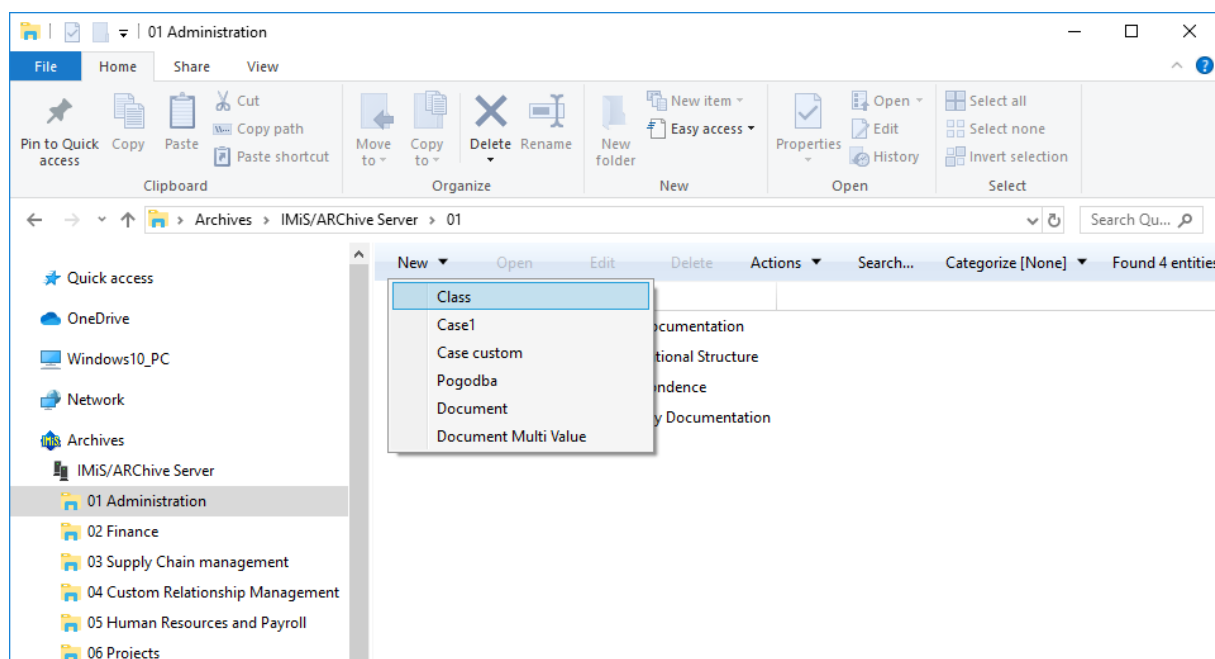 01 Administration
File Home Share View
Pin to Quick access
Copy
Paste
Cut
Copy path
Paste shortcut
Clipboard
Move to
Copy to
Delete
Rename
Organize
New folder
New item
Easy access
New
Properties
Open
Edit
History
Open
Select all
Select none
Invert selection
Select
Archives > IMiS/ARChive Server > 01
Search Qu...
New Open Edit Delete Actions Search... Categorize [None] Found 4 entities
Quick access
OneDrive
Windows10_PC
Network
Archives
IMiS/ARChive Server
01 Administration
02 Finance
03 Supply Chain management
04 Custom Relationship Management
05 Human Resources and Payroll
06 Projects
Class
Case1
Case custom
Pogodba
Document
Document Multi Value
ocumentation
tional Structure
ndence
y Documentation